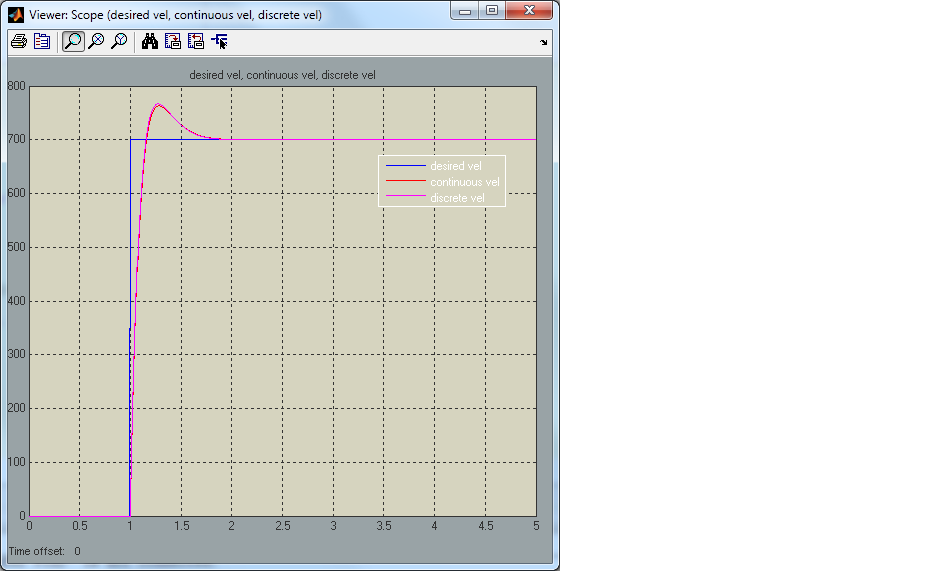 Viewer: Scope (desired vel, continuous vel, discrete vel)
desired vel, continuous vel, discrete vel
800
700
600
500
400
300
200
100
0
desired vel
continuous vel
discrete vel
0 0.5 1 1.5 2 2.5 3 3.5 4 4.5 5
Time offset: 0